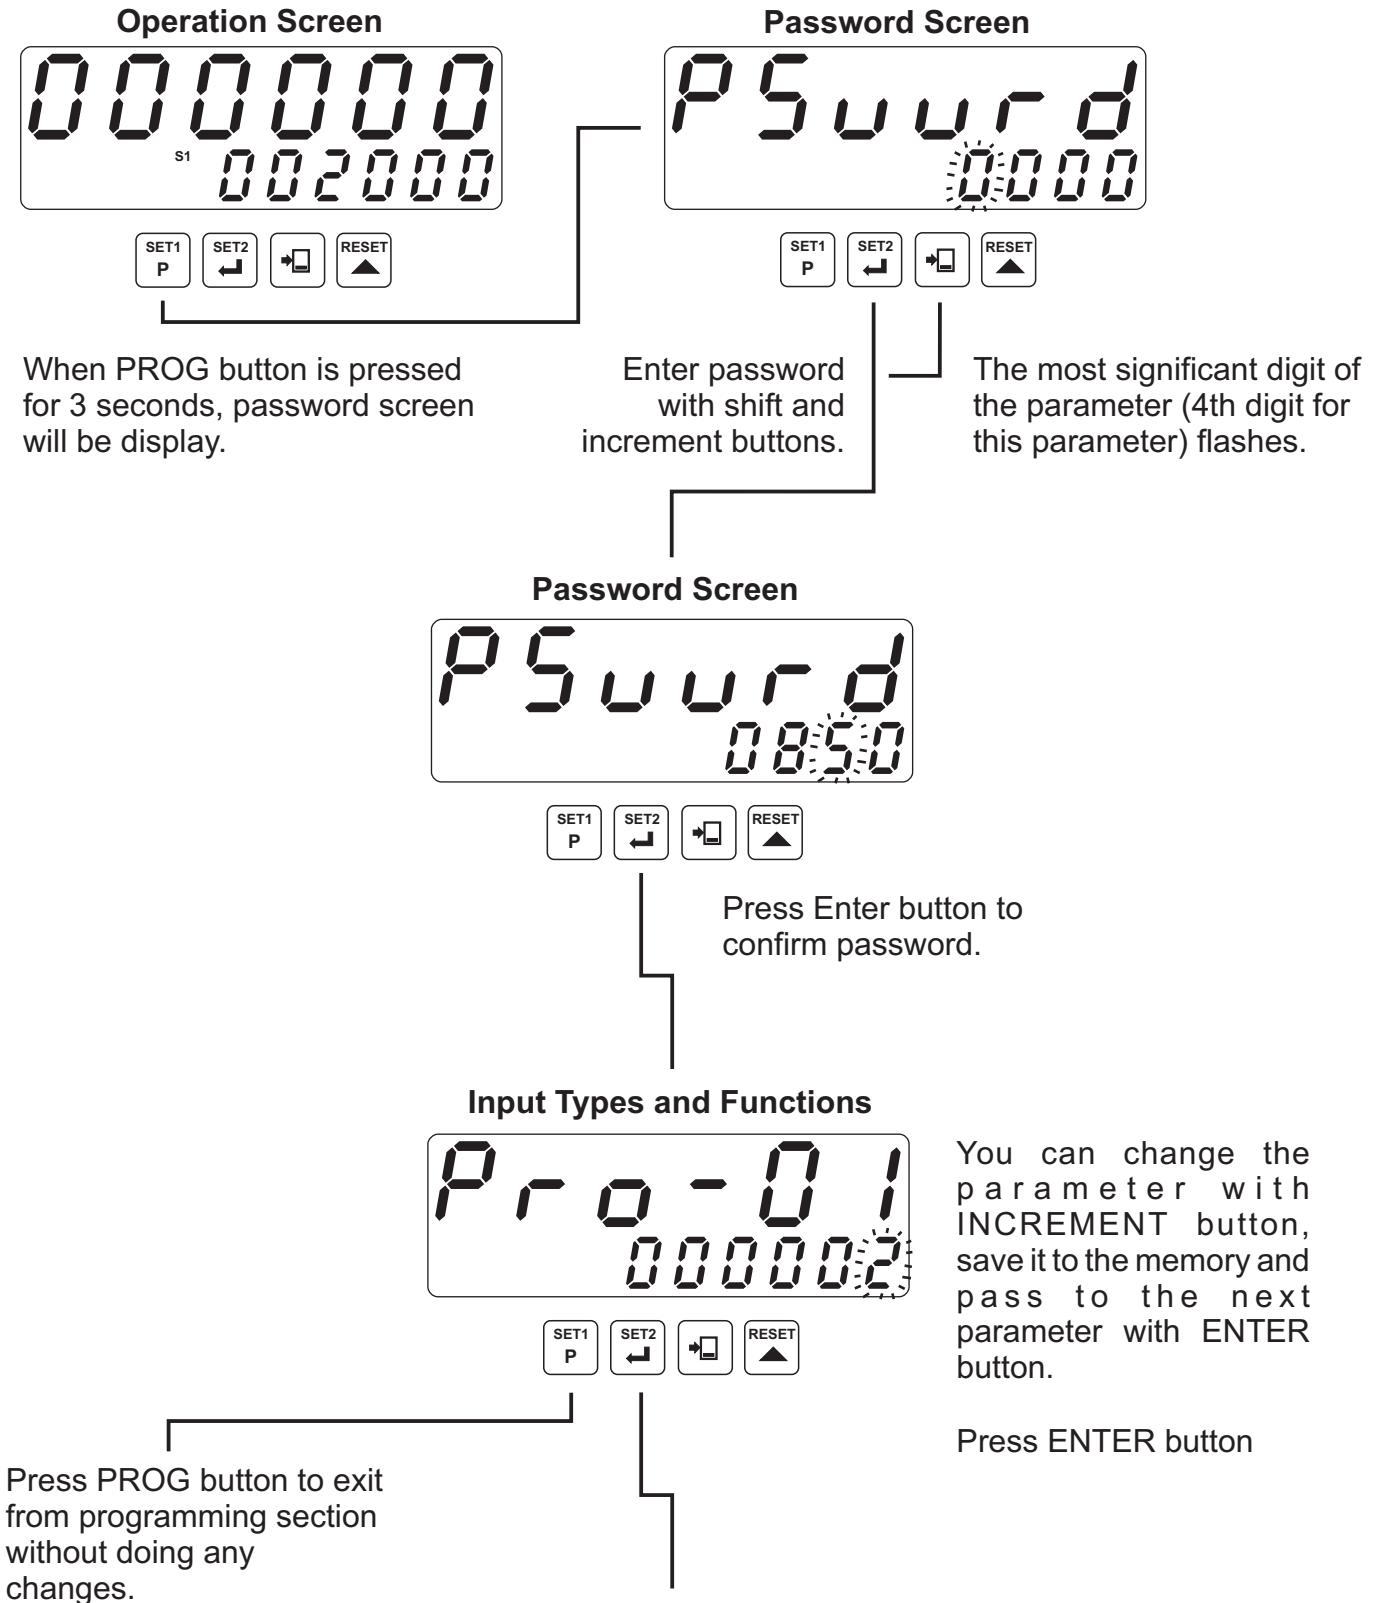 Operation Screen
000000
S1 002000
SET1 SET2 RESET
P
When PROG button is pressed
for 3 seconds, password screen
will be display.
Password Screen
PSuurd
0000
SET1 SET2 RESET
P
Enter password
with shift and
increment buttons.
The most significant digit of
the parameter (4th digit for
this parameter) flashes.
Password Screen
PSuurd
0850
SET1 SET2 RESET
P
Press Enter button to
confirm password.
Input Types and Functions
Pro-01
000002
SET1 SET2 RESET
P
You can change the
parameter with
INCREMENT button,
save it to the memory and
pass to the next
parameter with ENTER
button.
Press ENTER button
Press PROG button to exit
from programming section
without doing any
changes.